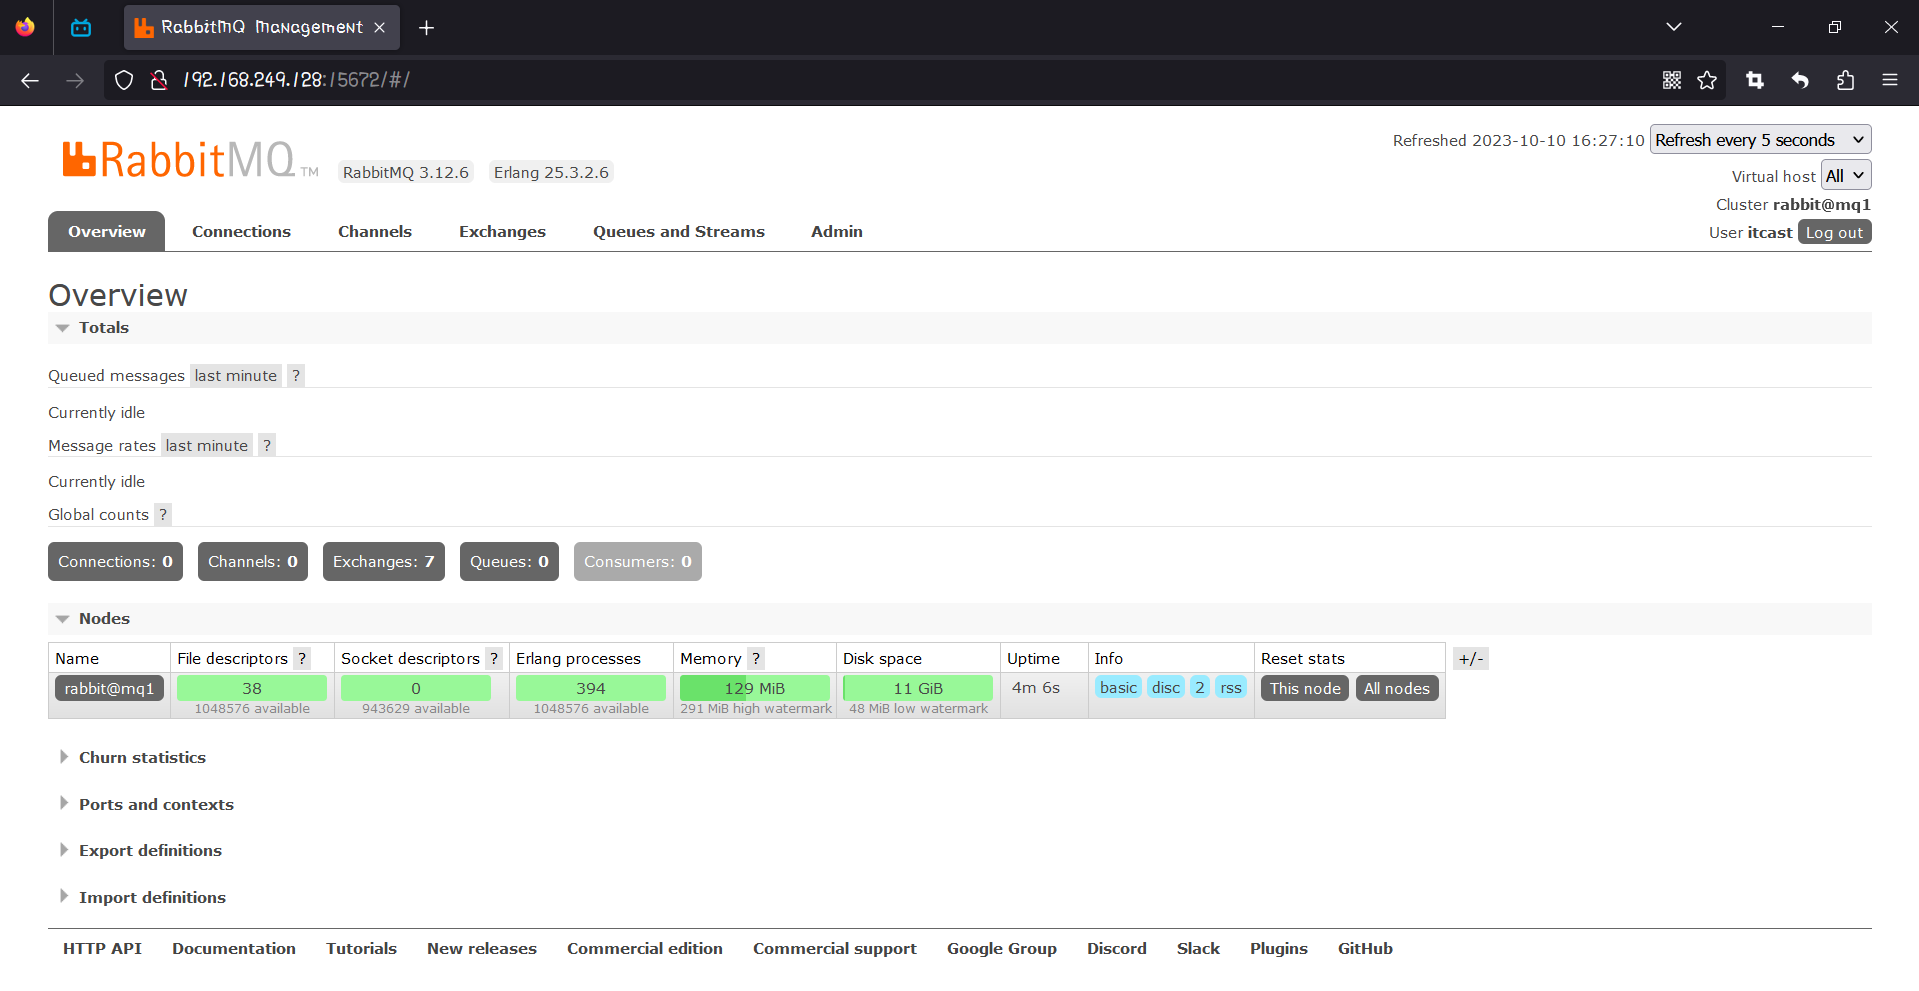 RabbitMQ Management
192.168.249.128:15672/#/
RabbitMQ™ RabbitMQ 3.12.6 Erlang 25.3.2.6
Refreshed 2023-10-10 16:27:10 Refresh every 5 seconds
Virtual host All
Cluster rabbit@mq1
User itcast Log out
Overview Connections Channels Exchanges Queues and Streams Admin
Overview
Totals
Queued messages last minute ?
Currently idle
Message rates last minute ?
Currently idle
Global counts ?
Connections: 0 Channels: 0 Exchanges: 7 Queues: 0 Consumers: 0
Nodes
Name File descriptors ? Socket descriptors ? Erlang processes Memory ? Disk space Uptime Info Reset stats +/-
rabbit@mq1 38 0 394 129 MiB 11 GiB 4m 6s basic disc 2 rss This node All nodes
1048576 available 943629 available 1048576 available 291 MiB high watermark 48 MiB low watermark
Churn statistics
Ports and contexts
Export definitions
Import definitions
HTTP API Documentation Tutorials New releases Commercial edition Commercial support Google Group Discord Slack Plugins GitHub